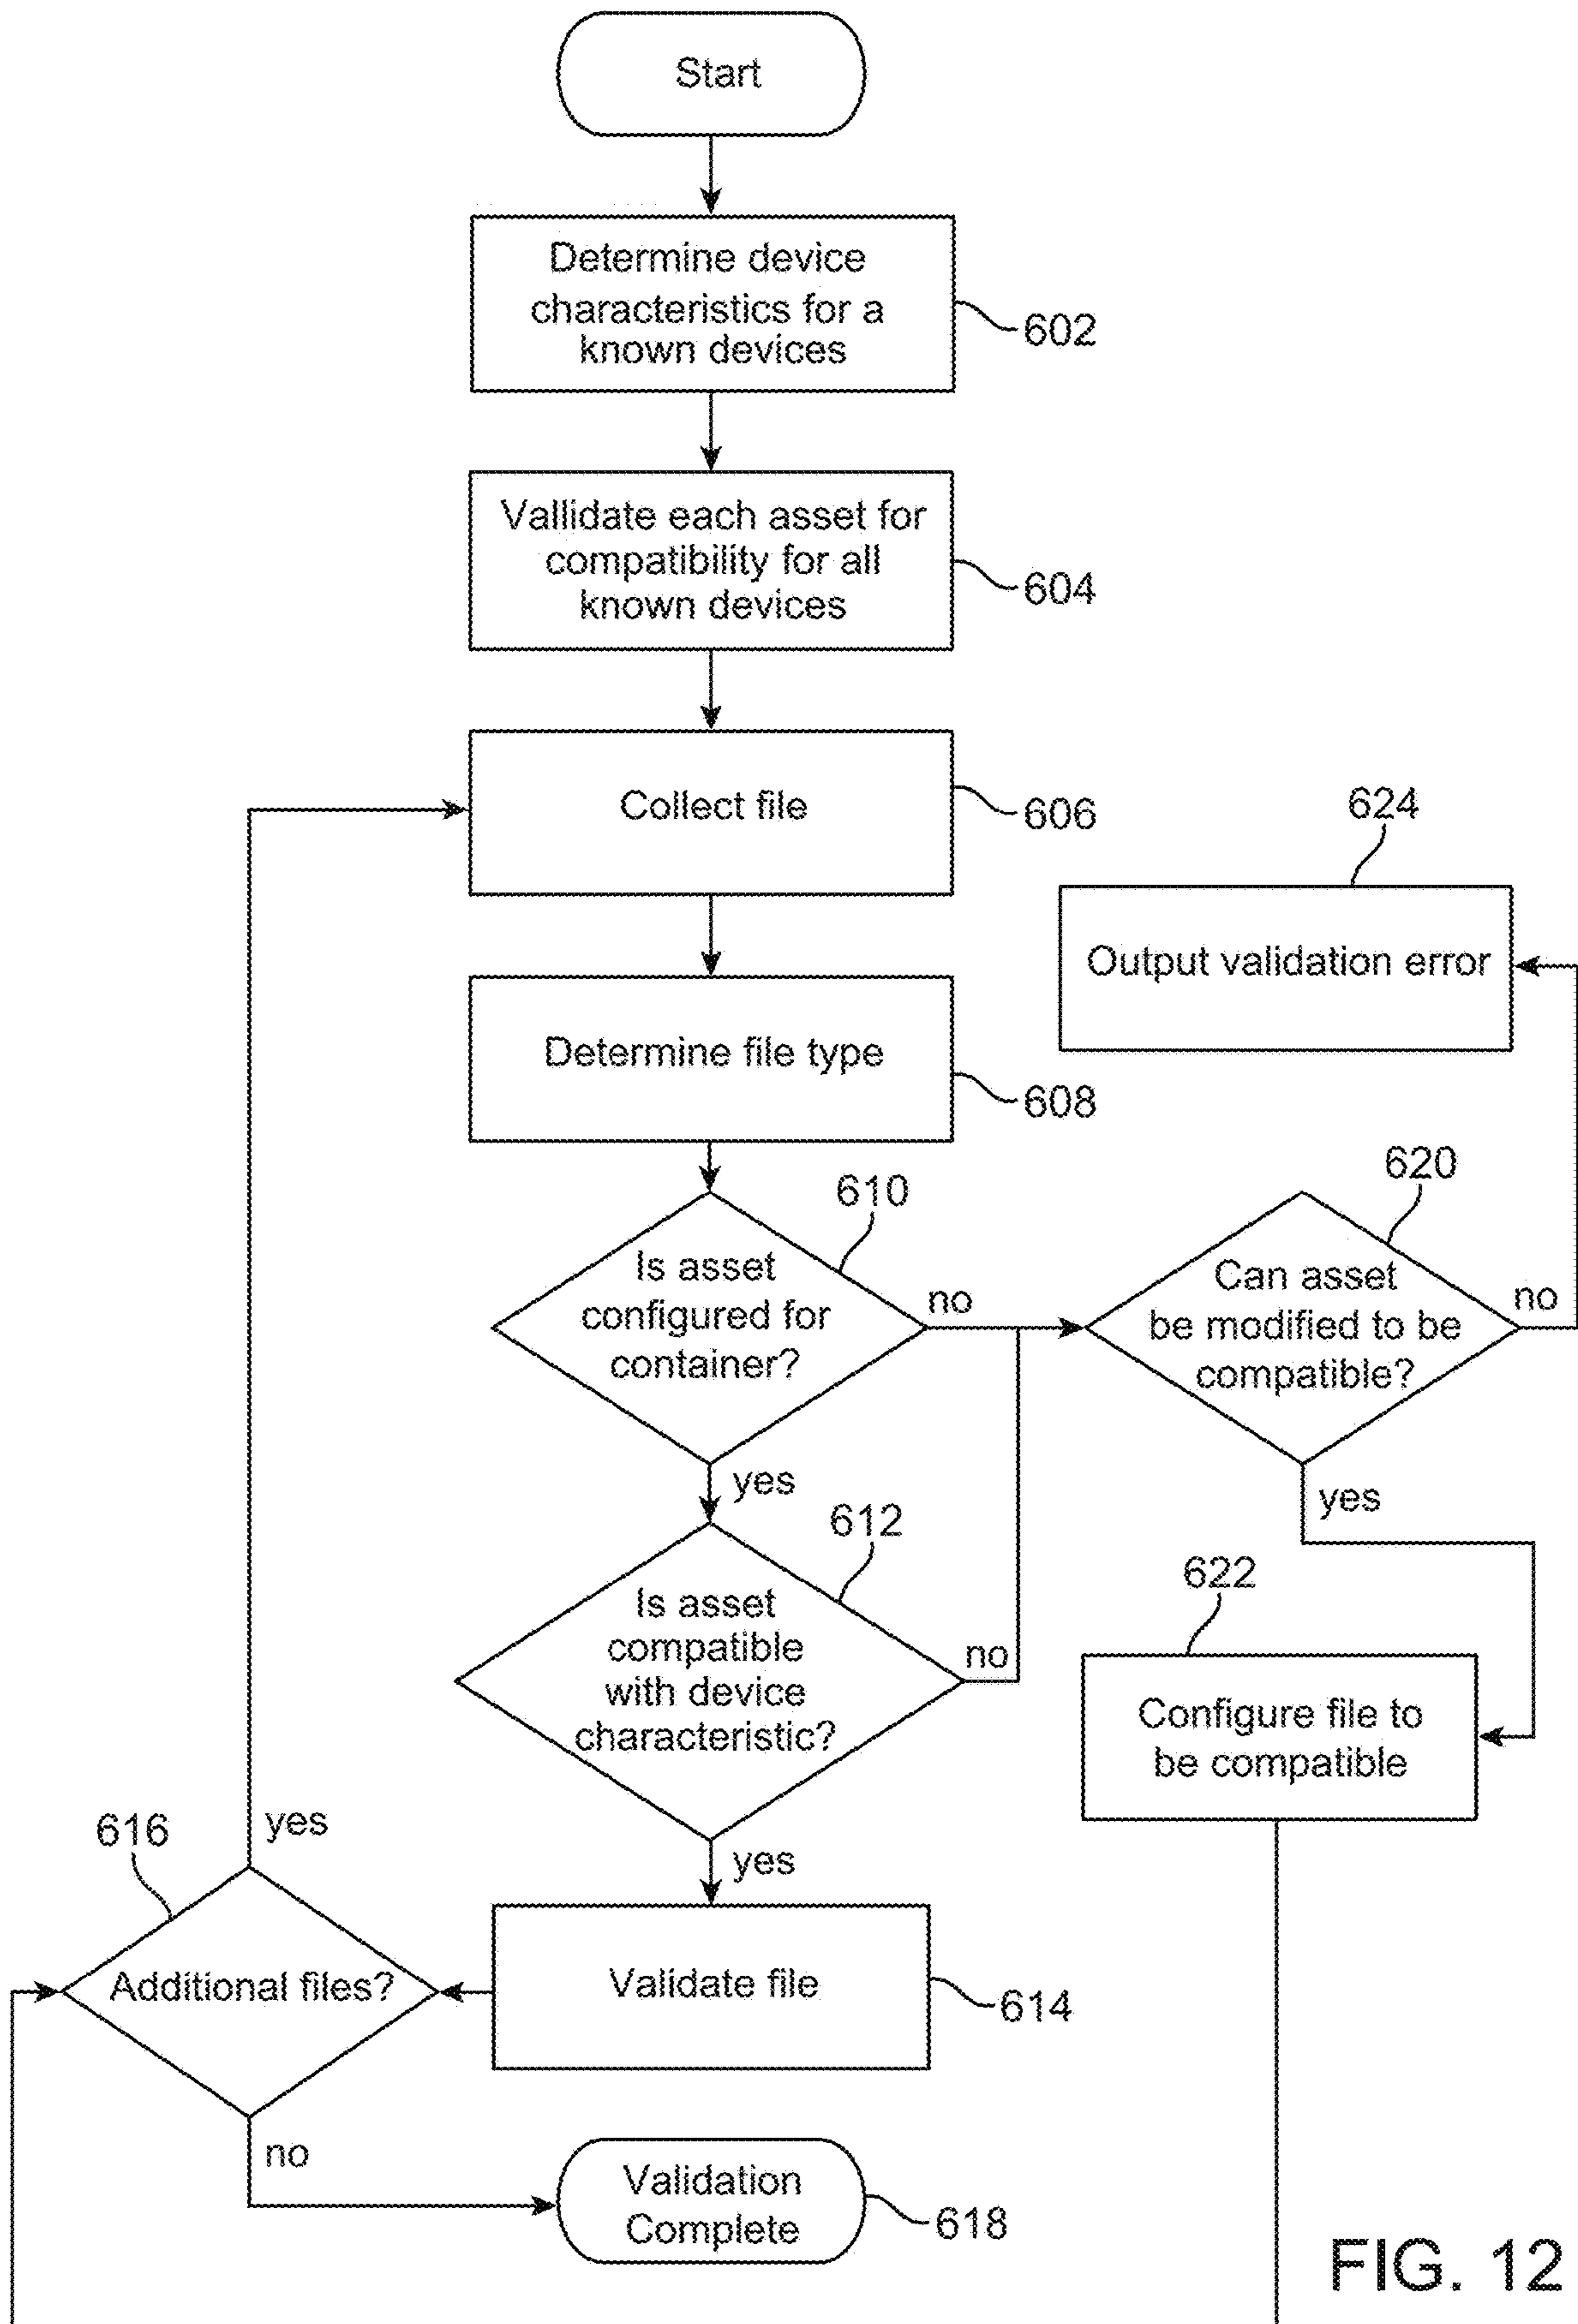 Start
Determine device
characteristics for a
known devices
602
Vallidate each asset for
compatibility for all
known devices
604
Collect file
606
624
Output validation error
Determine file type
608
610
620
Is asset
configured for
container?
no
Can asset
be modified to be
compatible?
no
yes
yes
612
Is asset
compatible
with device
characteristic?
no
622
Configure file to
be compatible
616
yes
yes
Additional files?
Validate file
614
no
Validation
Complete
618
FIG. 12